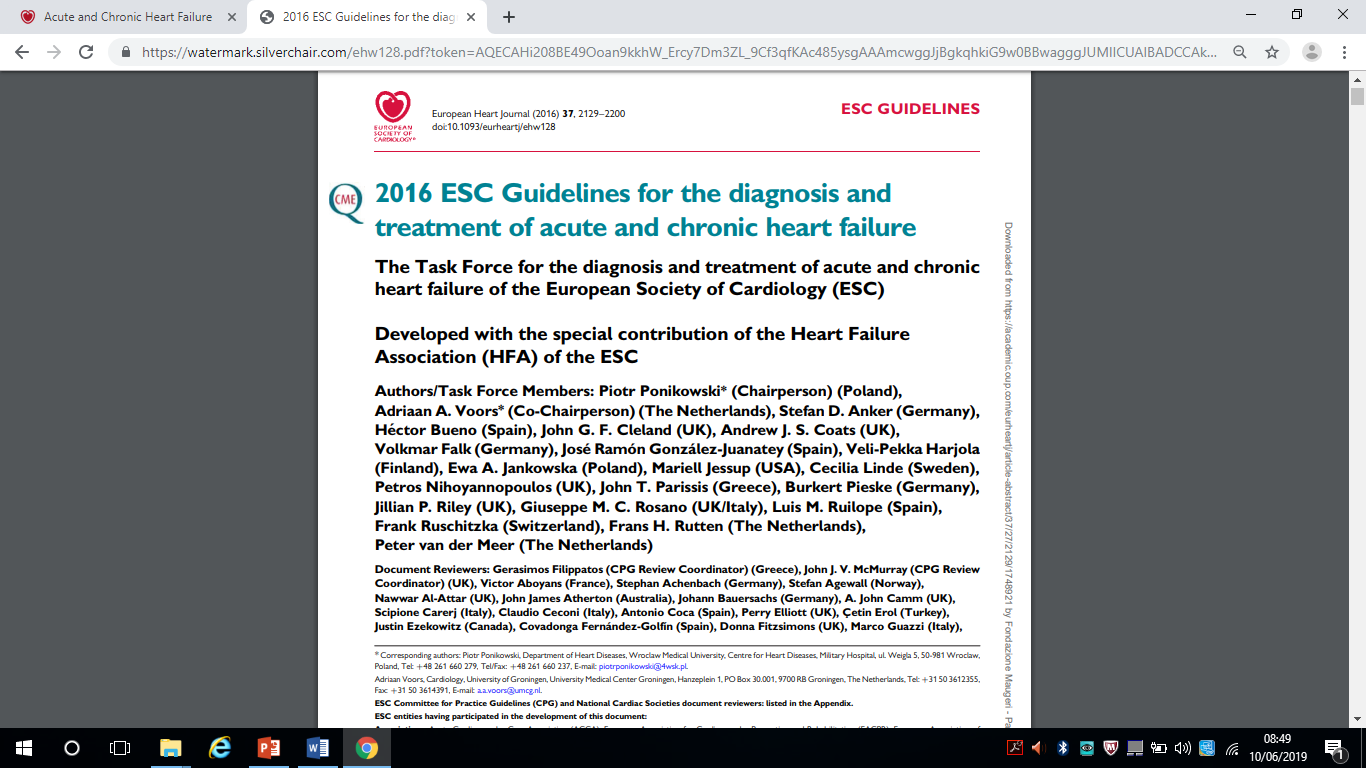 Acute and Chronic Heart Failure
2016 ESC Guidelines for the diag
https://watermark.silverchair.com/ehw128.pdf?token=AQECAHi208BE49Ooan9kkhW_Ercy7Dm3ZL_9Cf3qfKAc485ysgAAAmcwggJjBgkqhkiG9w0BBwagggJUMIICUAIBADCCAk...
EUROPEAN
SOCIETY OF
CARDIOLOGY®
European Heart Journal (2016) 37, 2129–2200
doi:10.1093/eurheartj/ehw128
ESC GUIDELINES
CME
2016 ESC Guidelines for the diagnosis and
treatment of acute and chronic heart failure
The Task Force for the diagnosis and treatment of acute and chronic
heart failure of the European Society of Cardiology (ESC)
Developed with the special contribution of the Heart Failure
Association (HFA) of the ESC
Authors/Task Force Members: Piotr Ponikowski* (Chairperson) (Poland),
Adriaan A. Voors* (Co-Chairperson) (The Netherlands), Stefan D. Anker (Germany),
Héctor Bueno (Spain), John G. F. Cleland (UK), Andrew J. S. Coats (UK),
Volkmar Falk (Germany), José Ramón González-Juanatey (Spain), Veli-Pekka Harjola
(Finland), Ewa A. Jankowska (Poland), Mariell Jessup (USA), Cecilia Linde (Sweden),
Petros Nihoyannopoulos (UK), John T. Parissis (Greece), Burkert Pieske (Germany),
Jillian P. Riley (UK), Giuseppe M. C. Rosano (UK/Italy), Luis M. Ruilope (Spain),
Frank Ruschitzka (Switzerland), Frans H. Rutten (The Netherlands),
Peter van der Meer (The Netherlands)
Document Reviewers: Gerasimos Filippatos (CPG Review Coordinator) (Greece), John J. V. McMurray (CPG Review
Coordinator) (UK), Victor Aboyans (France), Stephan Achenbach (Germany), Stefan Agewall (Norway),
Nawwar Al-Attar (UK), John James Atherton (Australia), Johann Bauersachs (Germany), A. John Camm (UK),
Scipione Carerj (Italy), Claudio Ceconi (Italy), Antonio Coca (Spain), Perry Elliott (UK), Çetin Erol (Turkey),
Justin Ezekowitz (Canada), Covadonga Fernández-Golfín (Spain), Donna Fitzsimons (UK), Marco Guazzi (Italy),
* Corresponding authors: Piotr Ponikowski, Department of Heart Diseases, Wroclaw Medical University, Centre for Heart Diseases, Military Hospital, ul. Weigla 5, 50-981 Wroclaw,
Poland, Tel: +48 261 660 279, Tel/Fax: +48 261 660 237, E-mail: piotrponikowski@4wsk.pl.
Adriaan Voors, Cardiology, University of Groningen, University Medical Center Groningen, Hanzeplein 1, PO Box 30.001, 9700 RB Groningen, The Netherlands, Tel: +31 50 3612355,
Fax: +31 50 3614391, E-mail: a.a.voors@umcg.nl.
ESC Committee for Practice Guidelines (CPG) and National Cardiac Societies document reviewers: listed in the Appendix.
ESC entities having participated in the development of this document:
Downloaded from https://academic.oup.com/eurheartj/article-abstract/37/27/2129/1748921 by Fondazione Maugeri - Pa
08:49
10/06/2019
1